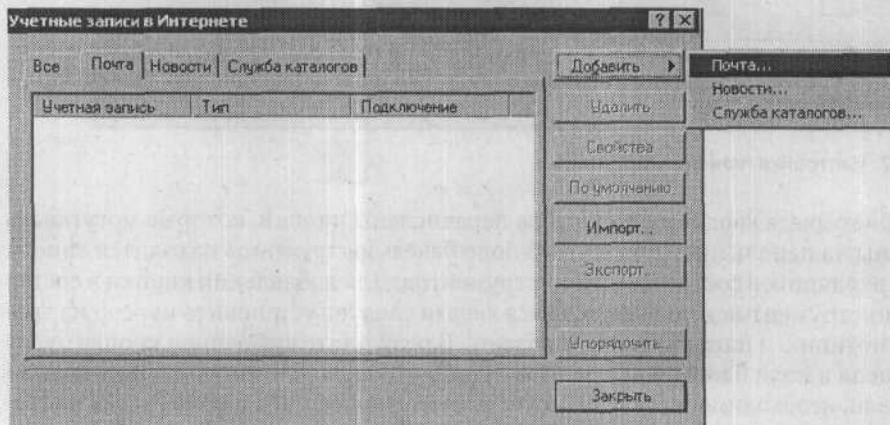 Учетные записи в Интернете
Все Почта Новости Служба каталогов
Учетная запись Тип Подключение
Добавить
Удалить
Свойства
По умолчанию
Импорт...
Экспорт...
Упорядочить...
Закрыть
Почта...
Новости...
Служба каталогов...